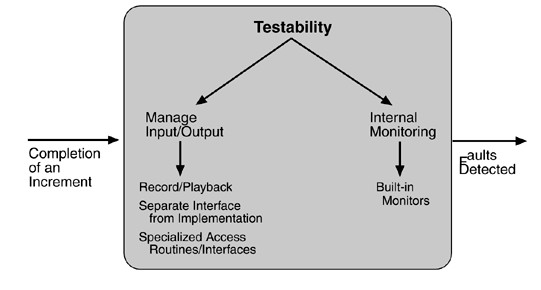 Testability
Manage
Input/Output
Internal
Monitoring
Completion
of an
Increment
Faults
Detected
Record/Playback
Separate Interface
from Implementation
Specialized Access
Routines/Interfaces
Built-in
Monitors